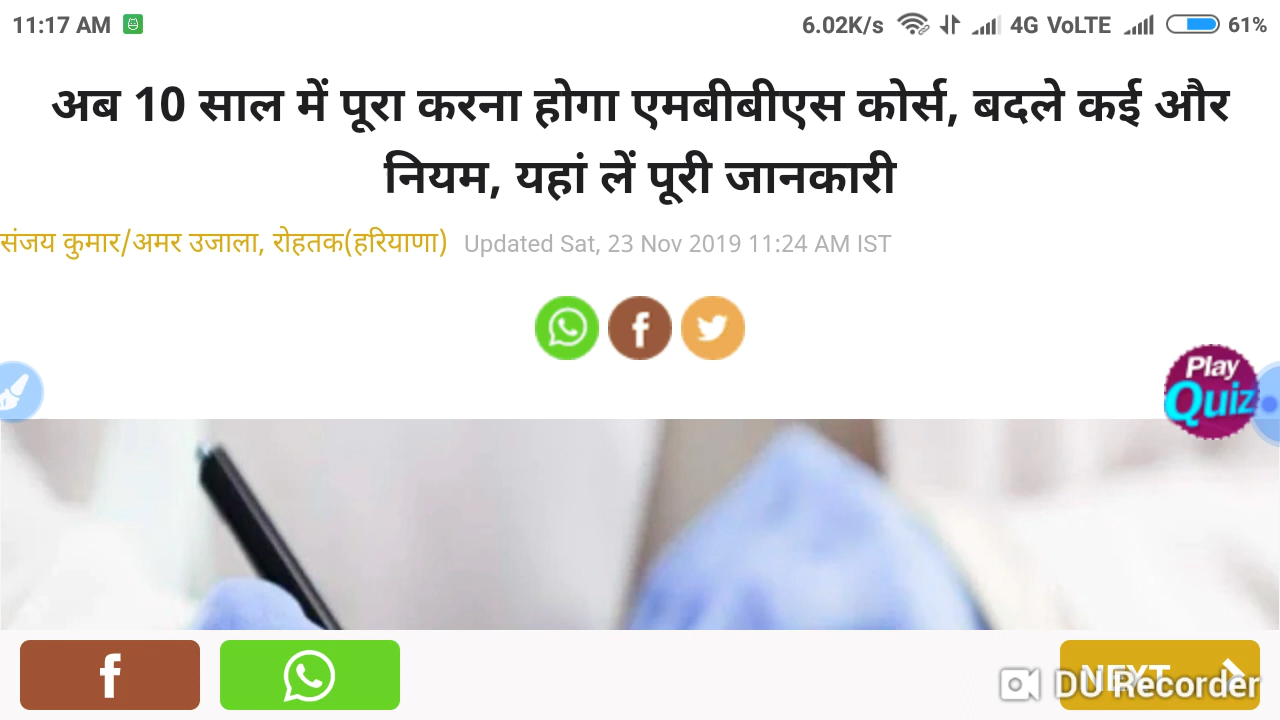 11:17 AM 6.02K/s 4G VoLTE 61%
अब 10 साल में पूरा करना होगा एमबीबीएस कोर्स, बदले कई और
नियम, यहां लें पूरी जानकारी
संजय कुमार/अमर उजाला, रोहतक(हरियाणा) Updated Sat, 23 Nov 2019 11:24 AM IST
Play
Quiz
NEXT
DU Recorder